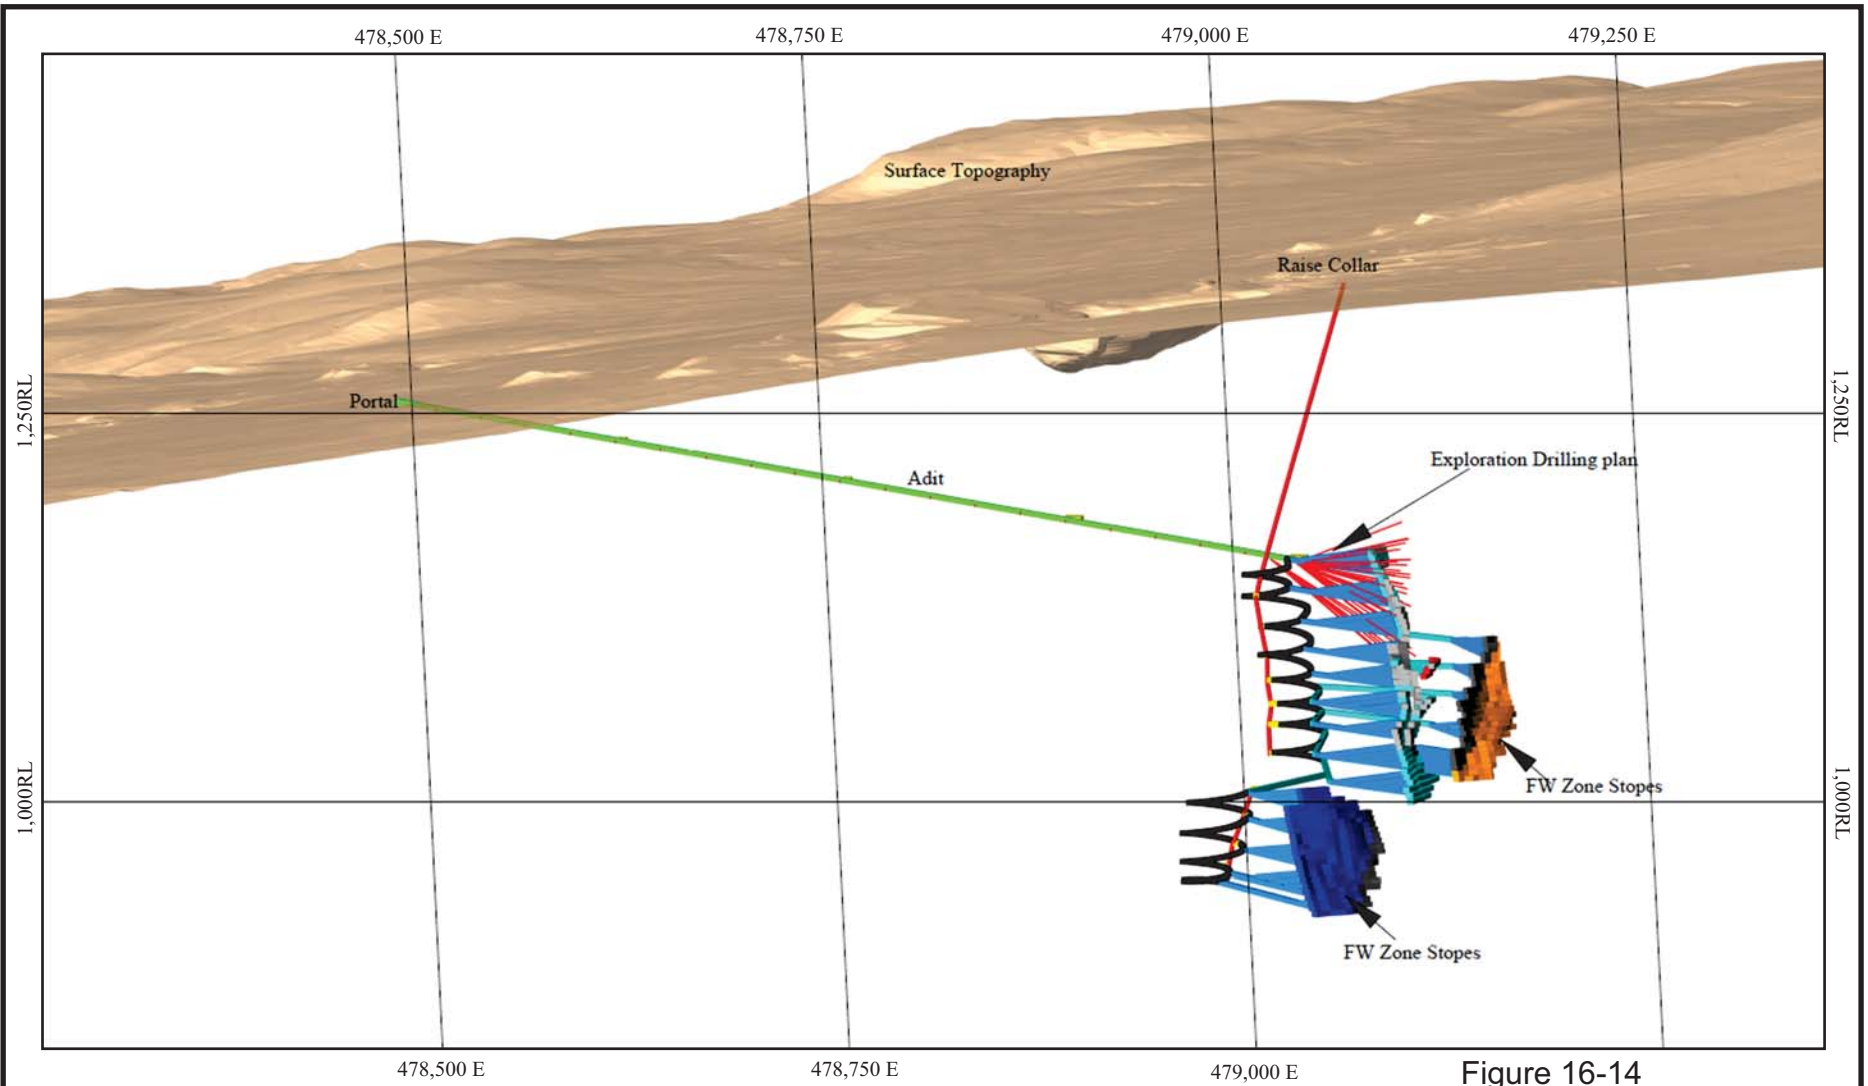 478,500 E
478,750 E
479,000 E
479,250 E
Surface Topography
Raise Collar
1,250RL
Portal
1,250RL
Exploration Drilling plan
Adit
1,000RL
FW Zone Stopes
1,000RL
FW Zone Stopes
478,500 E
478,750 E
479,000 E
Figure 16-14